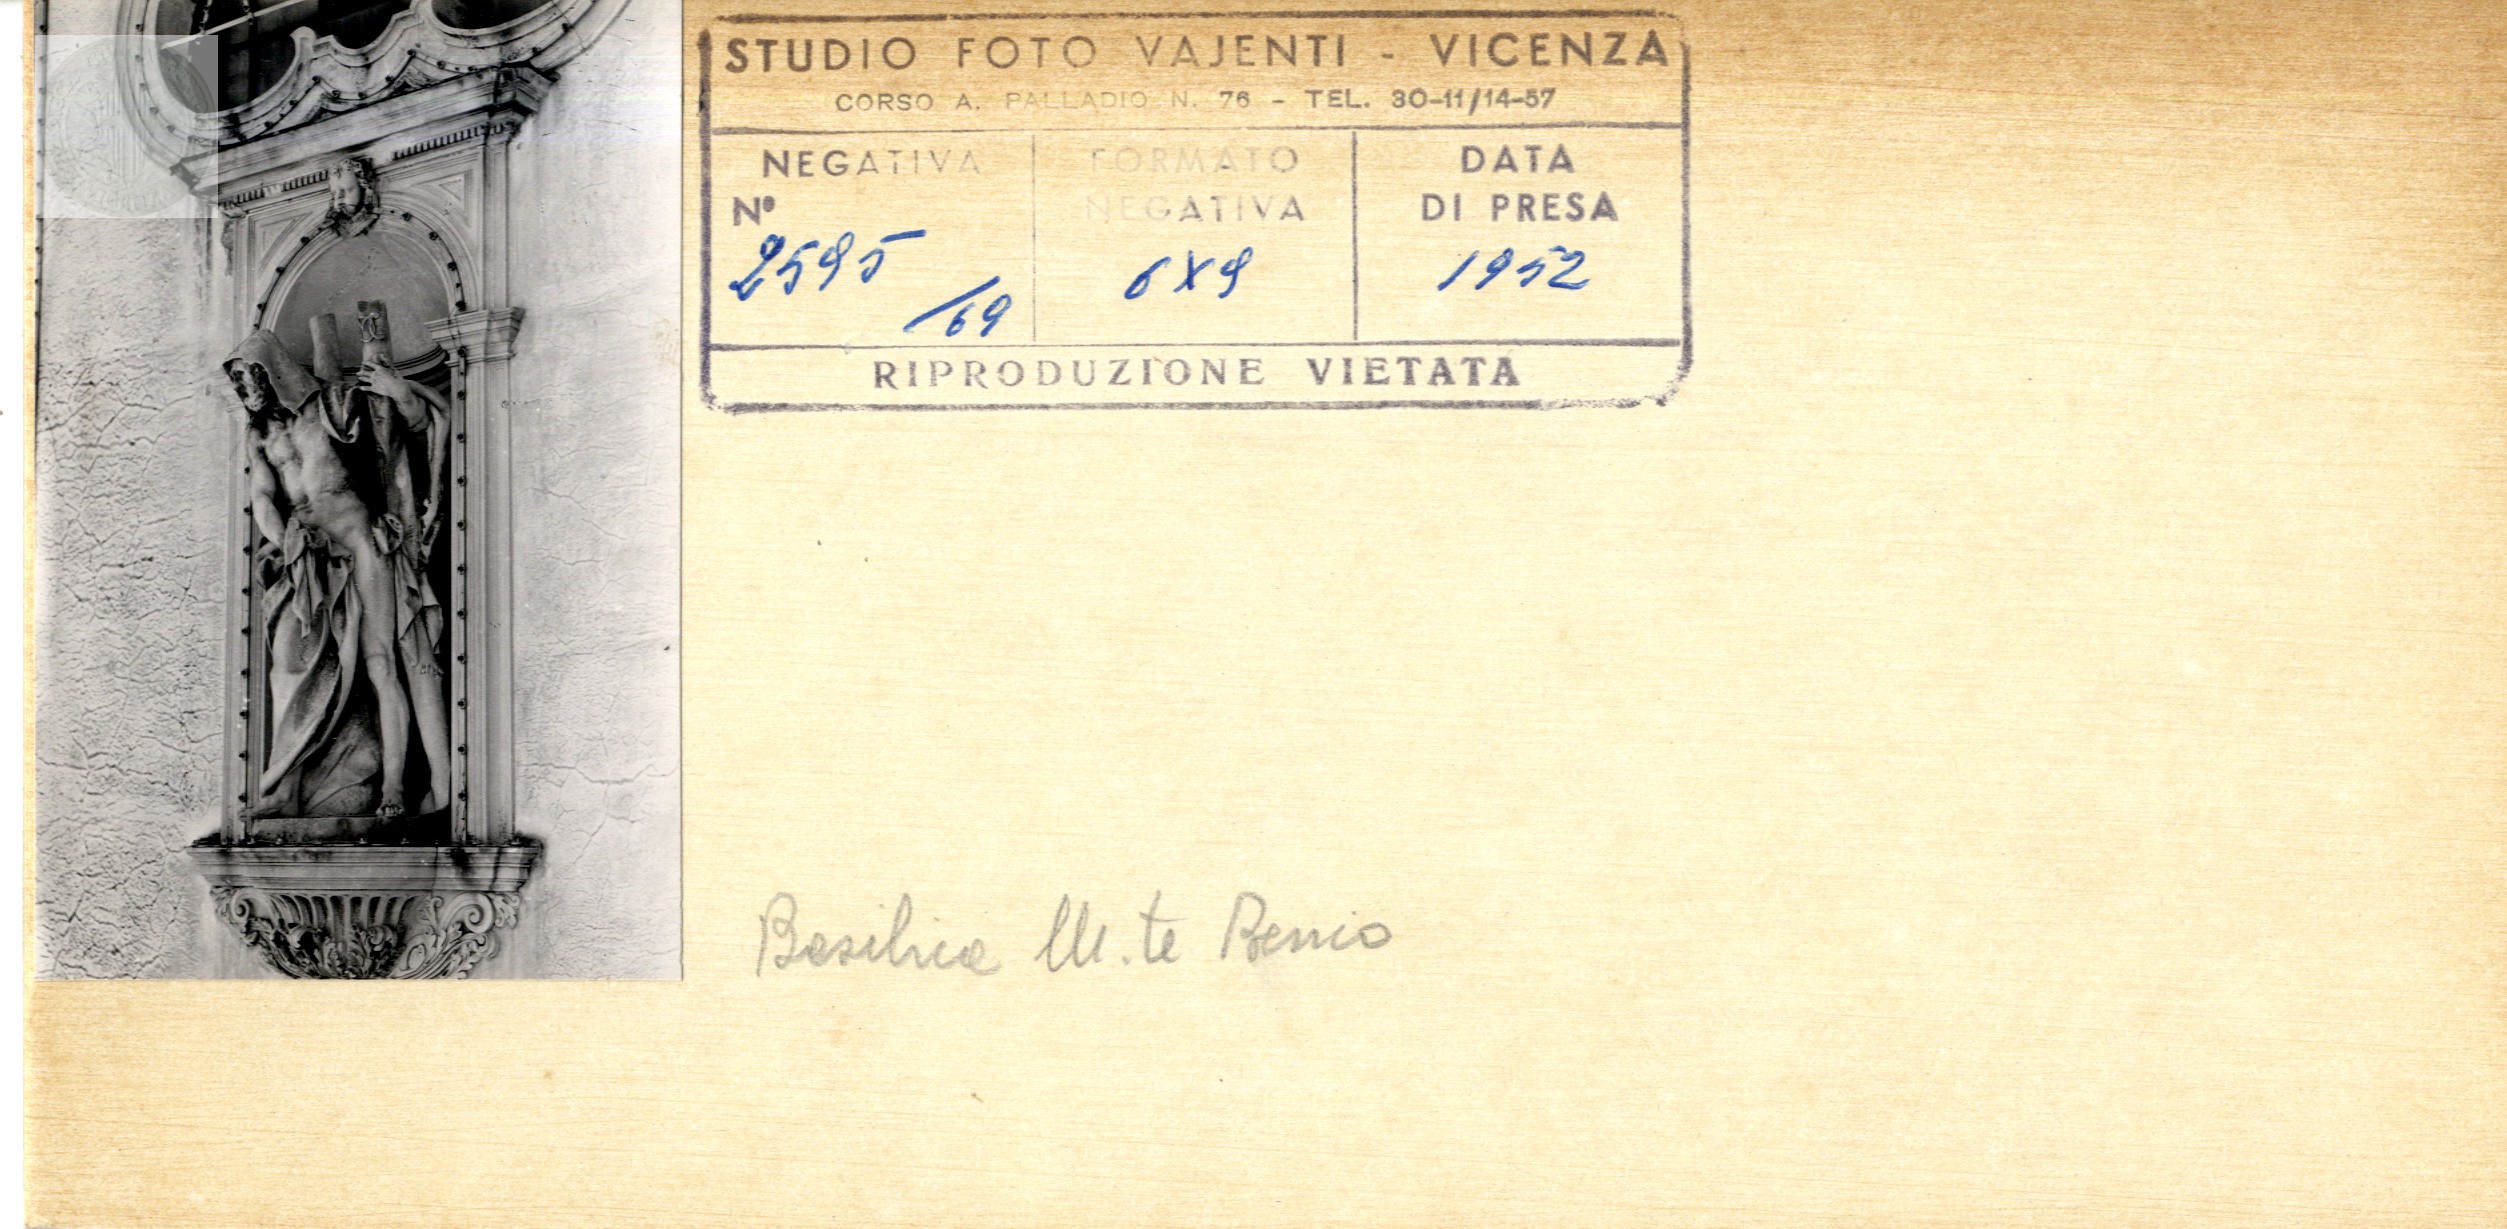 STUDIO FOTO VAJENTI - VICENZA
CORSO A. PALLADIO N. 76 - TEL. 30-11/14-57
NEGATIVA
Nº
2595
/69
FORMATO
NEGATIVA
6X9
DATA
DI PRESA
1952
RIPRODUZIONE VIETATA
Basilica M.te Berico